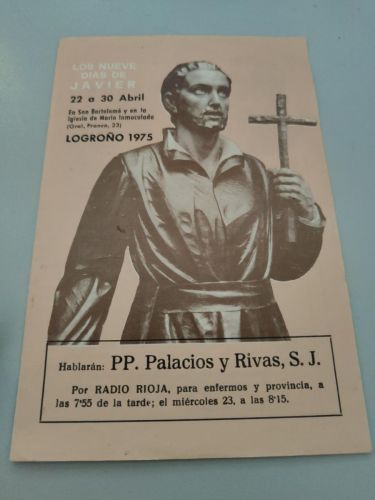 LOS NUEVE
DIAS DE
JAVIER
22 a 30 Abril
En San Bartolomé y en la
Iglesia de María Inmaculada
(Gral. Franco, 23)
LOGROÑO 1975
Hablarán: PP. Palacios y Rivas, S. J.
Por RADIO RIOJA, para enfermos y provincia, a
las 7'55 de la tarde; el miércoles 23, a las 8'15.